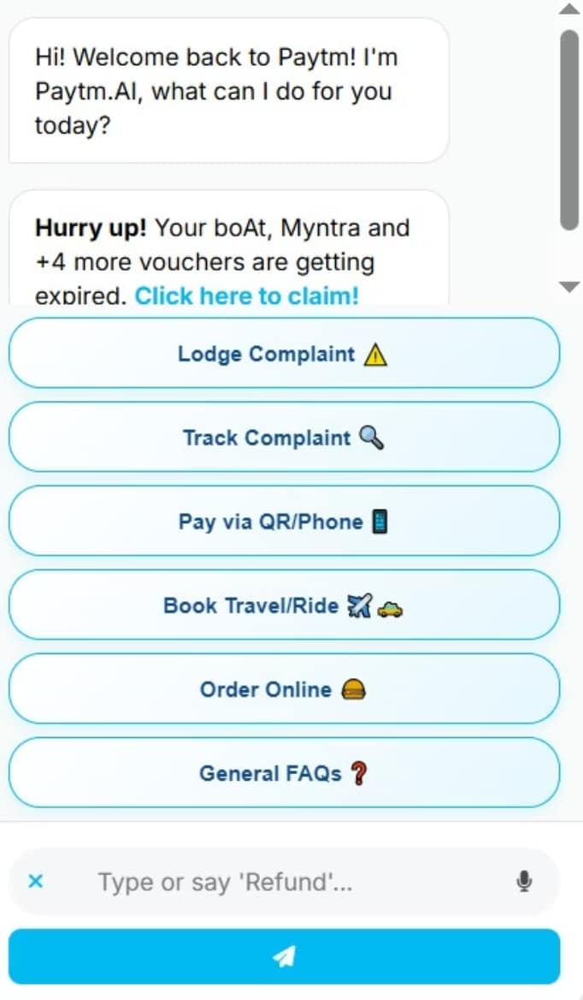 Hi! Welcome back to Paytm! I'm
Paytm.AI, what can I do for you
today?
Hurry up! Your boAt, Myntra and
+4 more vouchers are getting
expired. Click here to claim!
Lodge Complaint ⚠️
Track Complaint 🔍
Pay via QR/Phone 📱
Book Travel/Ride ✈️🚕
Order Online 🍔
General FAQs ❓
Type or say 'Refund'...